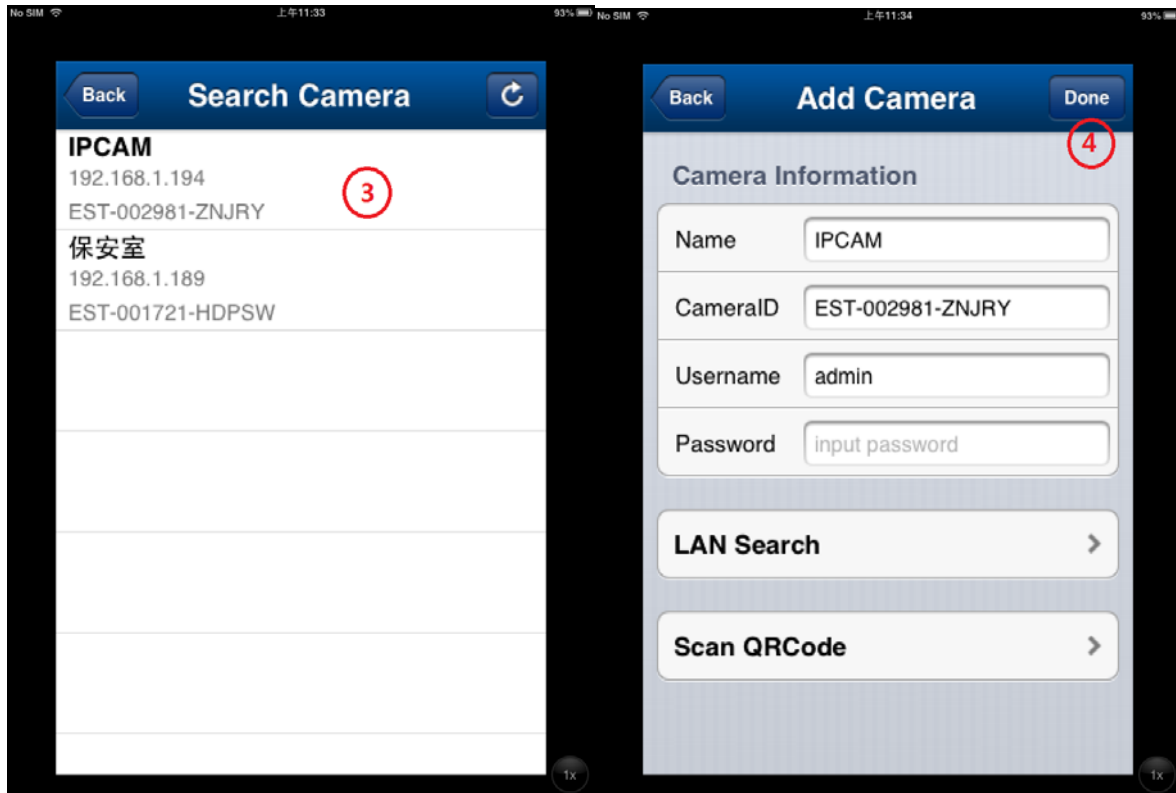 No SIM 上午11:33 93%
Back Search Camera
IPCAM
192.168.1.194
EST-002981-ZNJRY
3
保安室
192.168.1.189
EST-001721-HDPSW
1x
No SIM 上午11:34 93%
Back Add Camera Done
4
Camera Information
Name IPCAM
CameraID EST-002981-ZNJRY
Username admin
Password input password
LAN Search
Scan QRCode
1x